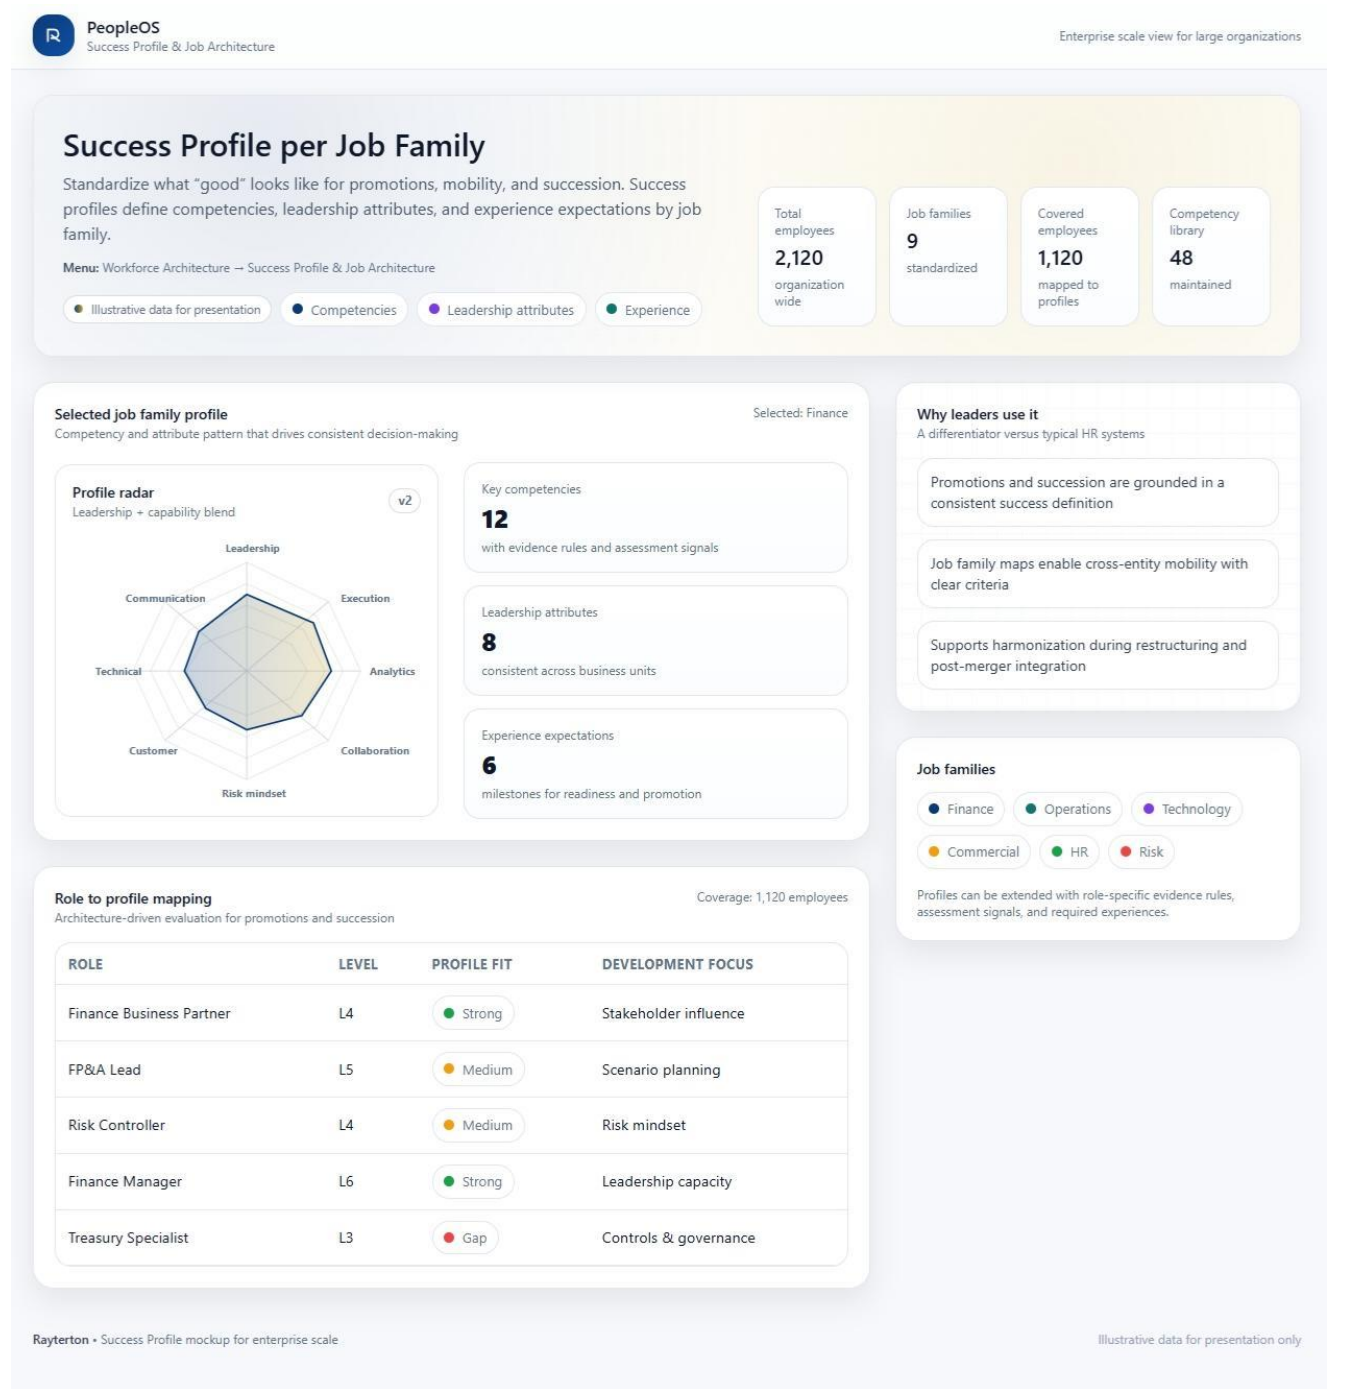 PeopleOS
Success Profile & Job Architecture
Enterprise scale view for large organizations
Success Profile per Job Family
Standardize what "good" looks like for promotions, mobility, and succession. Success
profiles define competencies, leadership attributes, and experience expectations by job
family.
Menu: Workforce Architecture → Success Profile & Job Architecture
Illustrative data for presentation
Competencies
Leadership attributes
Experience
Total
employees
2,120
organization
wide
Job families
9
standardized
Covered
employees
1,120
mapped to
profiles
Competency
library
48
maintained
Selected job family profile
Competency and attribute pattern that drives consistent decision-making
Selected: Finance
Profile radar
Leadership + capability blend
v2
Leadership
Communication
Execution
Technical
Analytics
Customer
Collaboration
Risk mindset
Key competencies
12
with evidence rules and assessment signals
Leadership attributes
8
consistent across business units
Experience expectations
6
milestones for readiness and promotion
Why leaders use it
A differentiator versus typical HR systems
Promotions and succession are grounded in a
consistent success definition
Job family maps enable cross-entity mobility with
clear criteria
Supports harmonization during restructuring and
post-merger integration
Job families
Finance
Operations
Technology
Commercial
HR
Risk
Profiles can be extended with role-specific evidence rules,
assessment signals, and required experiences.
Role to profile mapping
Architecture-driven evaluation for promotions and succession
Coverage: 1,120 employees
ROLE LEVEL PROFILE FIT DEVELOPMENT FOCUS
Finance Business Partner L4 Strong Stakeholder influence
FP&A Lead L5 Medium Scenario planning
Risk Controller L4 Medium Risk mindset
Finance Manager L6 Strong Leadership capacity
Treasury Specialist L3 Gap Controls & governance
Rayterton • Success Profile mockup for enterprise scale
Illustrative data for presentation only